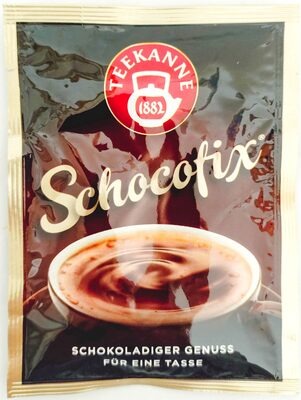 TEEKANNE
1882
Schocofix®
SCHOKOLADIGER GENUSS
FÜR EINE TASSE